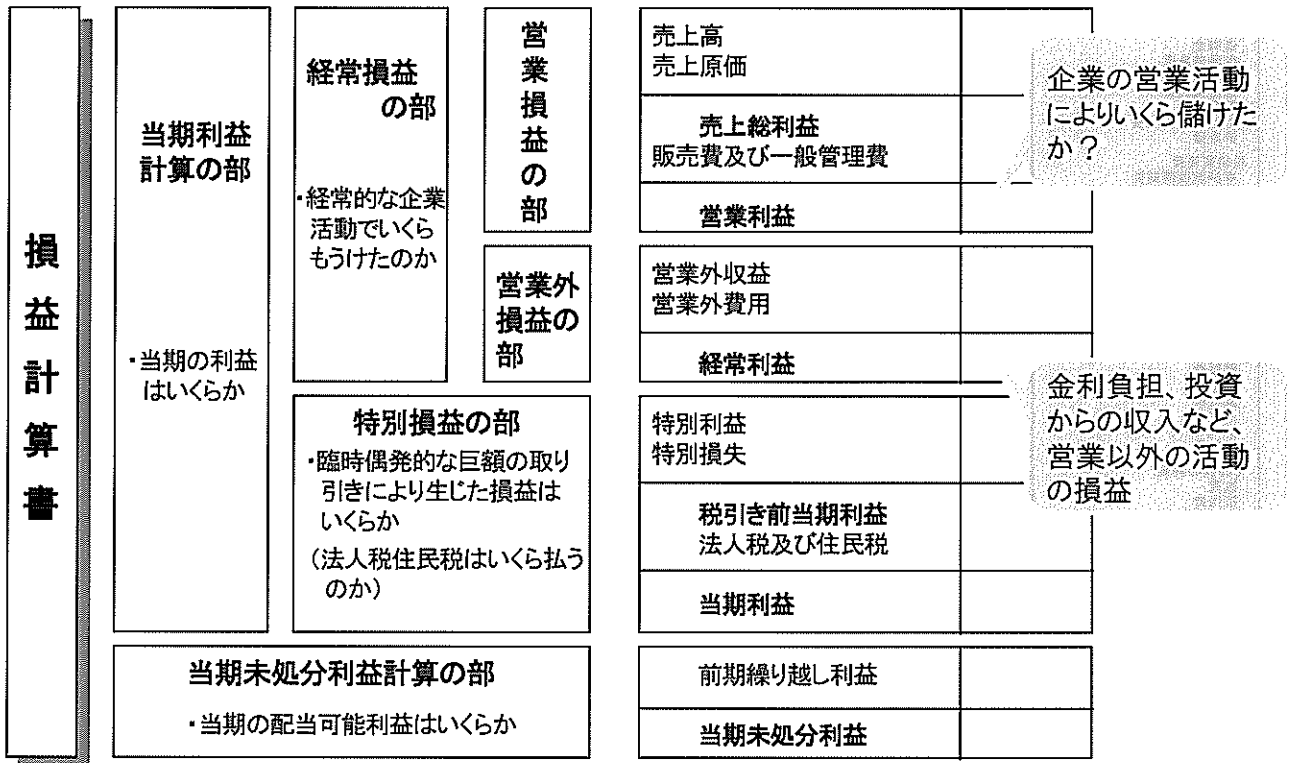 損益計算書
当期利益
計算の部
・当期の利益
はいくらか
経常損益
の部
・経常的な企業
活動でいくら
もうけたのか
営業損益の部
営業外
損益の
部
特別損益の部
・臨時偶発的な巨額の取り
引きにより生じた損益は
いくらか
（法人税住民税はいくら払う
のか）
当期未処分利益計算の部
・当期の配当可能利益はいくらか
売上高
売上原価
売上総利益
販売費及び一般管理費
営業利益
営業外収益
営業外費用
経常利益
特別利益
特別損失
税引き前当期利益
法人税及び住民税
当期利益
前期繰り越し利益
当期未処分利益
企業の営業活動
によりいくら儲けた
か？
金利負担、投資
からの収入など、
営業以外の活動
の損益